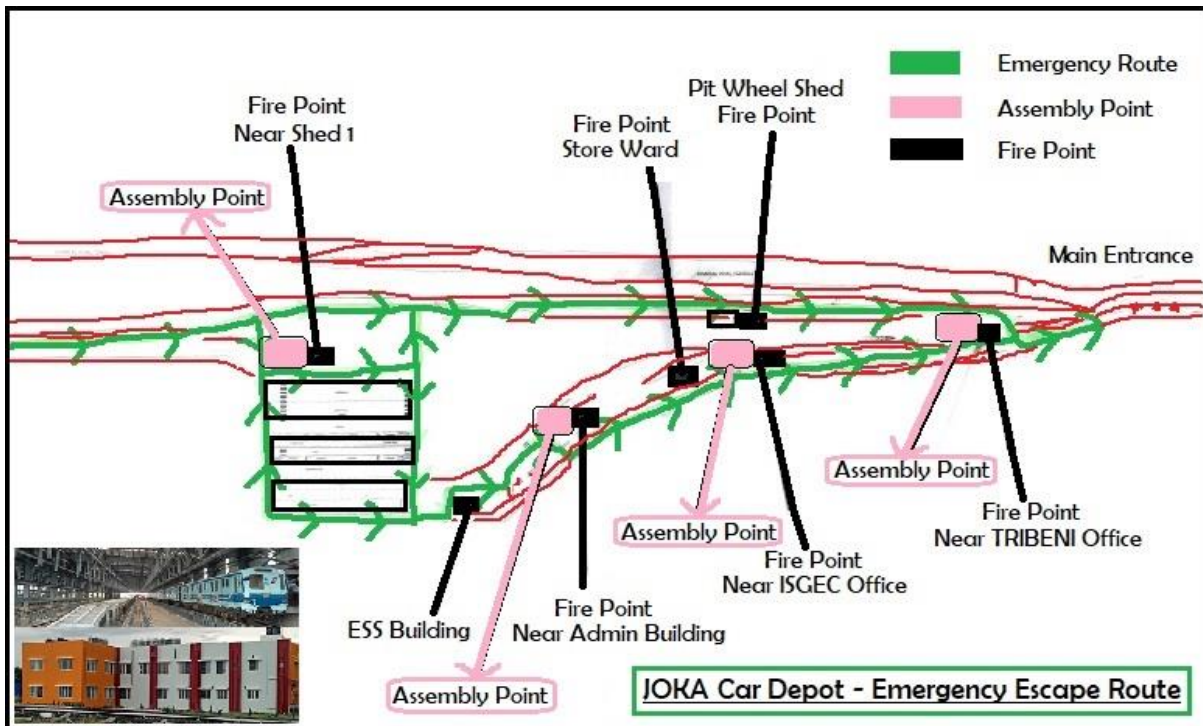 Emergency Route
Assembly Point
Fire Point
Pit Wheel Shed
Fire Point
Fire Point
Store Ward
Fire Point
Near Shed 1
Assembly Point
Main Entrance
Assembly Point
Fire Point
Near TRIBENI Office
Assembly Point
Fire Point
Near ISGEC Office
Fire Point
Near Admin Building
ESS Building
Assembly Point
JOKA Car Depot - Emergency Escape Route